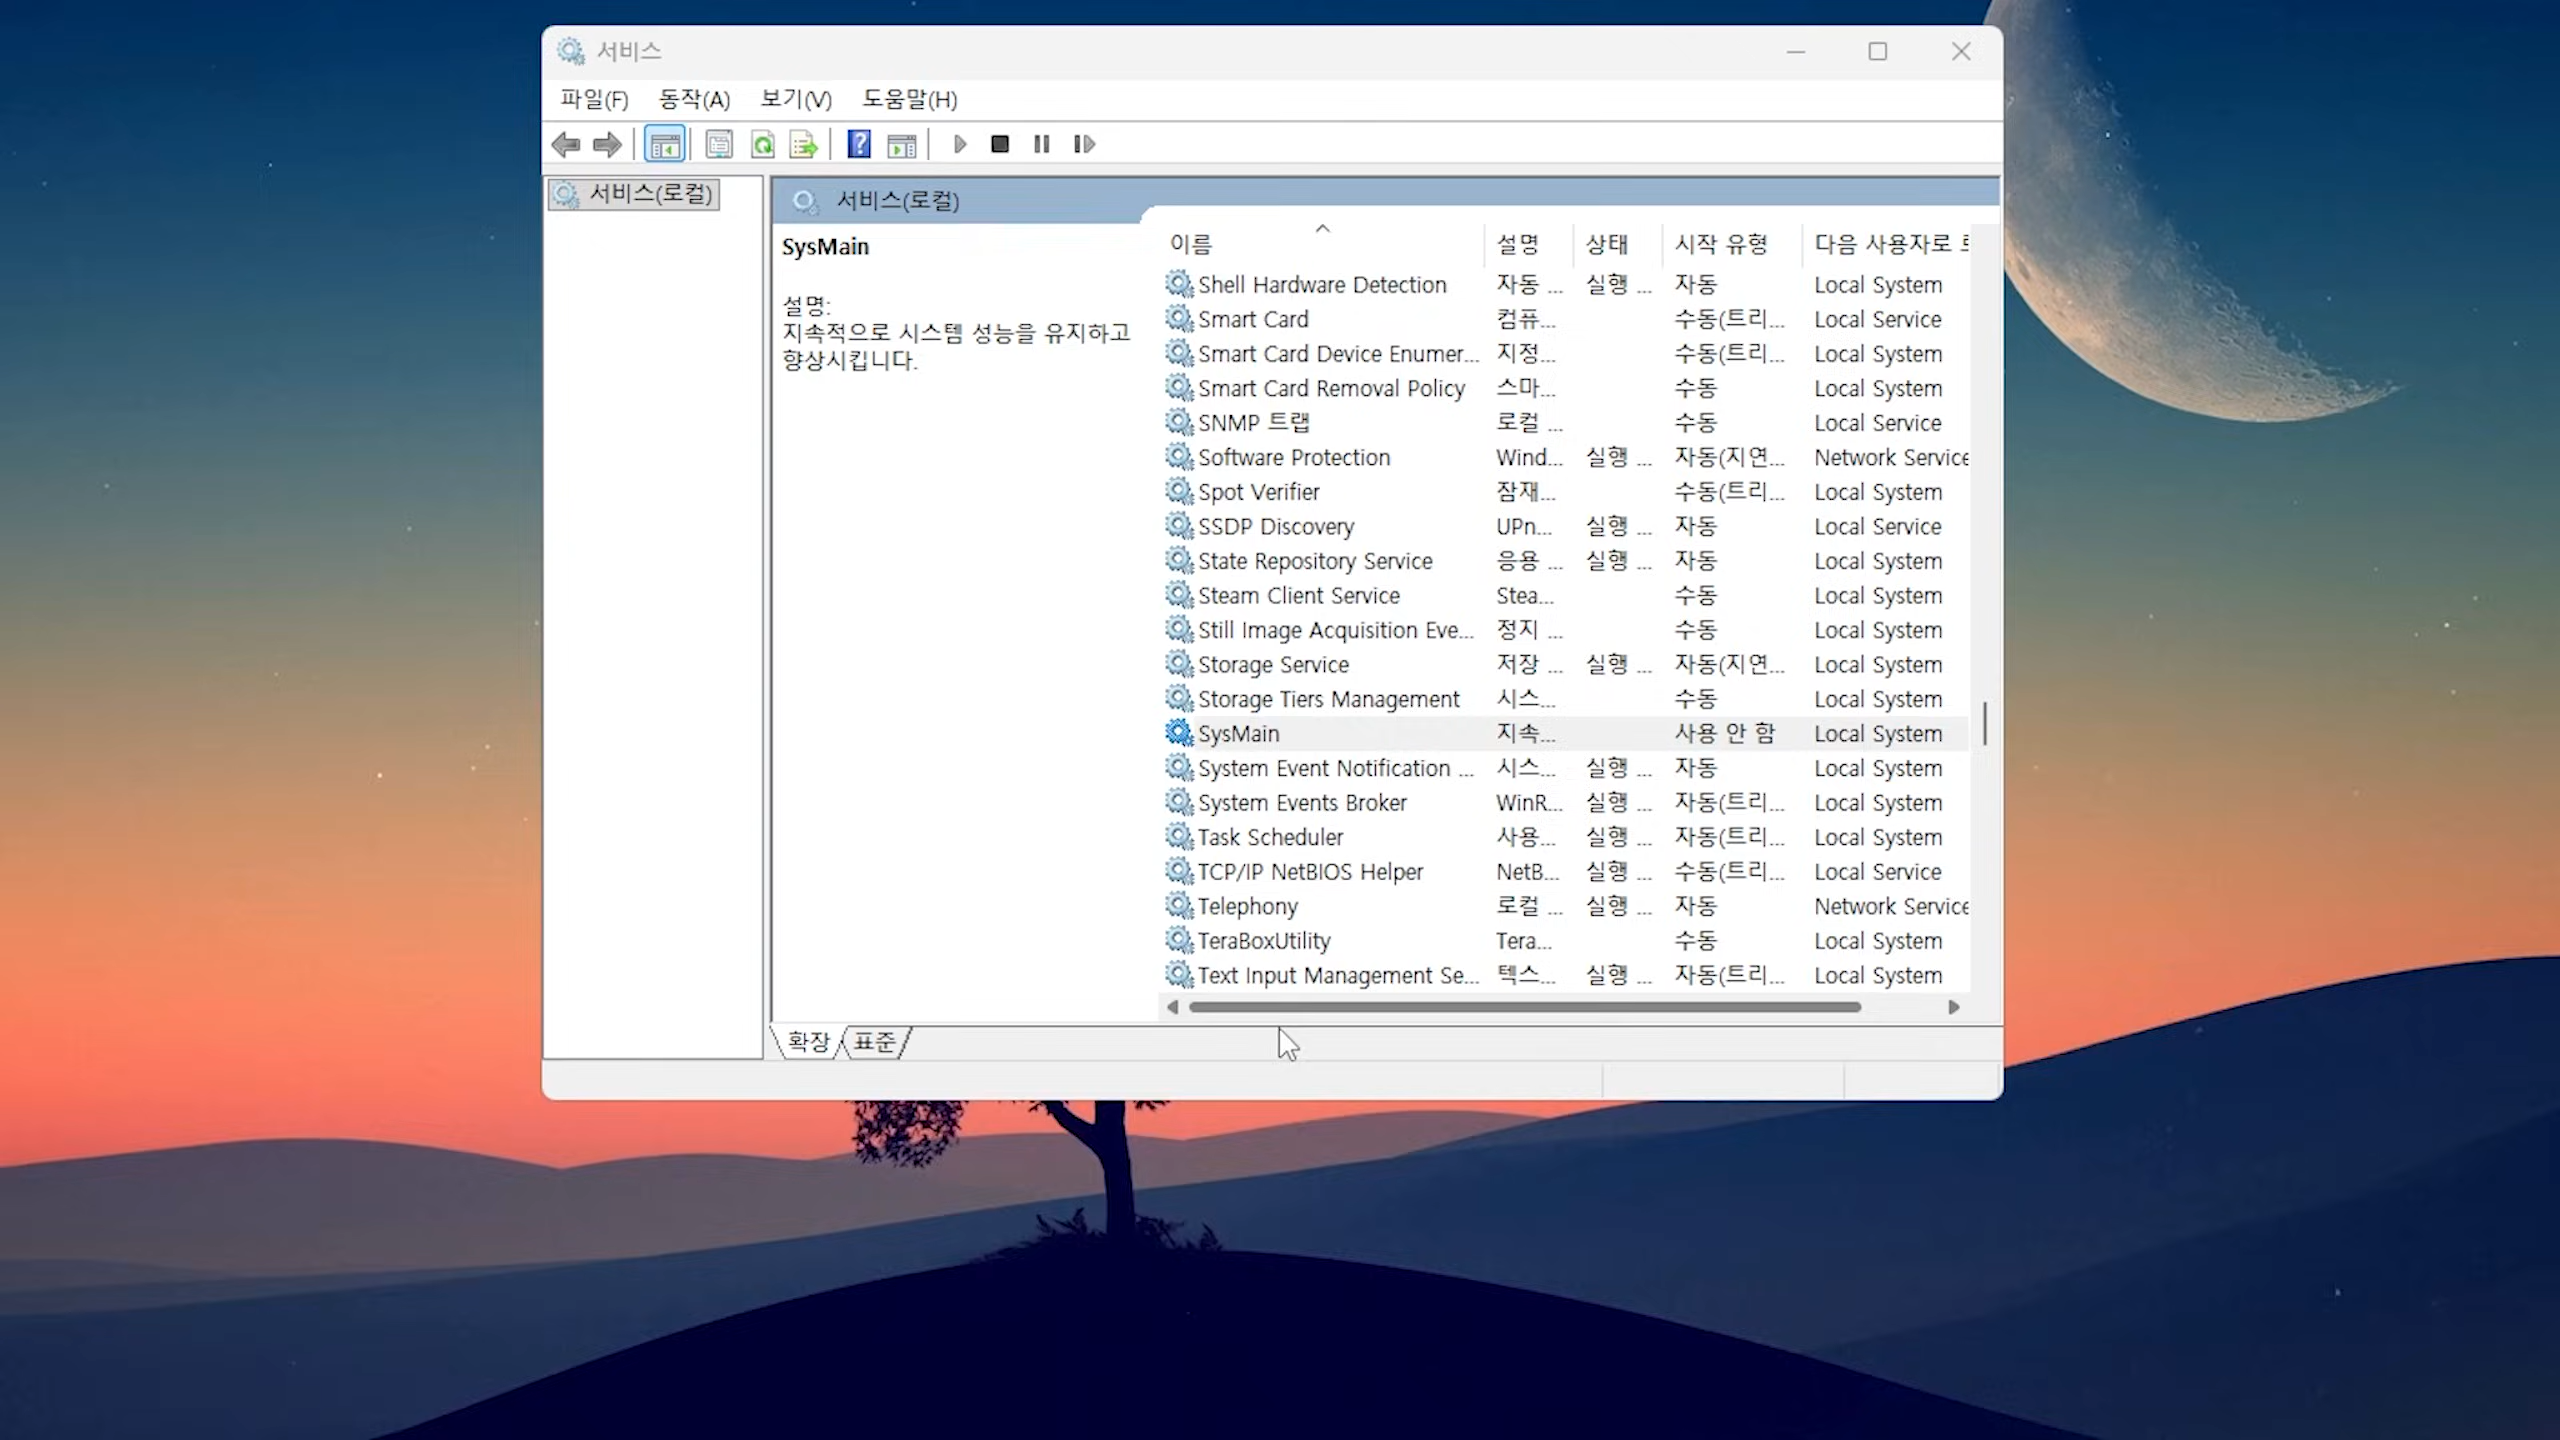 서비스
파일(F) 동작(A) 보기(V) 도움말(H)
서비스(로컬)
서비스(로컬)
SysMain
설명:
지속적으로 시스템 성능을 유지하고
향상시킵니다.
이름 설명 상태 시작 유형 다음 사용자로
Shell Hardware Detection 자동 ... 실행 ... 자동 Local System
Smart Card 컴퓨... 수동(트리... Local Service
Smart Card Device Enumer... 지정... 수동(트리... Local System
Smart Card Removal Policy 스마... 수동 Local System
SNMP 트랩 로컬 ... 수동 Local Service
Software Protection Wind... 실행 ... 자동(지연... Network Service
Spot Verifier 잠재... 수동(트리... Local System
SSDP Discovery UPn... 실행 ... 자동 Local Service
State Repository Service 응용 ... 실행 ... 자동 Local System
Steam Client Service Stea... 수동 Local System
Still Image Acquisition Eve... 정지 ... 수동 Local System
Storage Service 저장 ... 실행 ... 자동(지연... Local System
Storage Tiers Management 시스... 수동 Local System
SysMain 지속... 사용 안 함 Local System
System Event Notification ... 시스... 실행 ... 자동 Local System
System Events Broker WinR... 실행 ... 자동(트리... Local System
Task Scheduler 사용... 실행 ... 자동(트리... Local System
TCP/IP NetBIOS Helper NetB... 실행 ... 수동(트리... Local Service
Telephony 로컬 ... 실행 ... 자동 Network Service
TeraBoxUtility Tera... 수동 Local System
Text Input Management Se... 텍스... 실행 ... 자동(트리... Local System
확장 표준